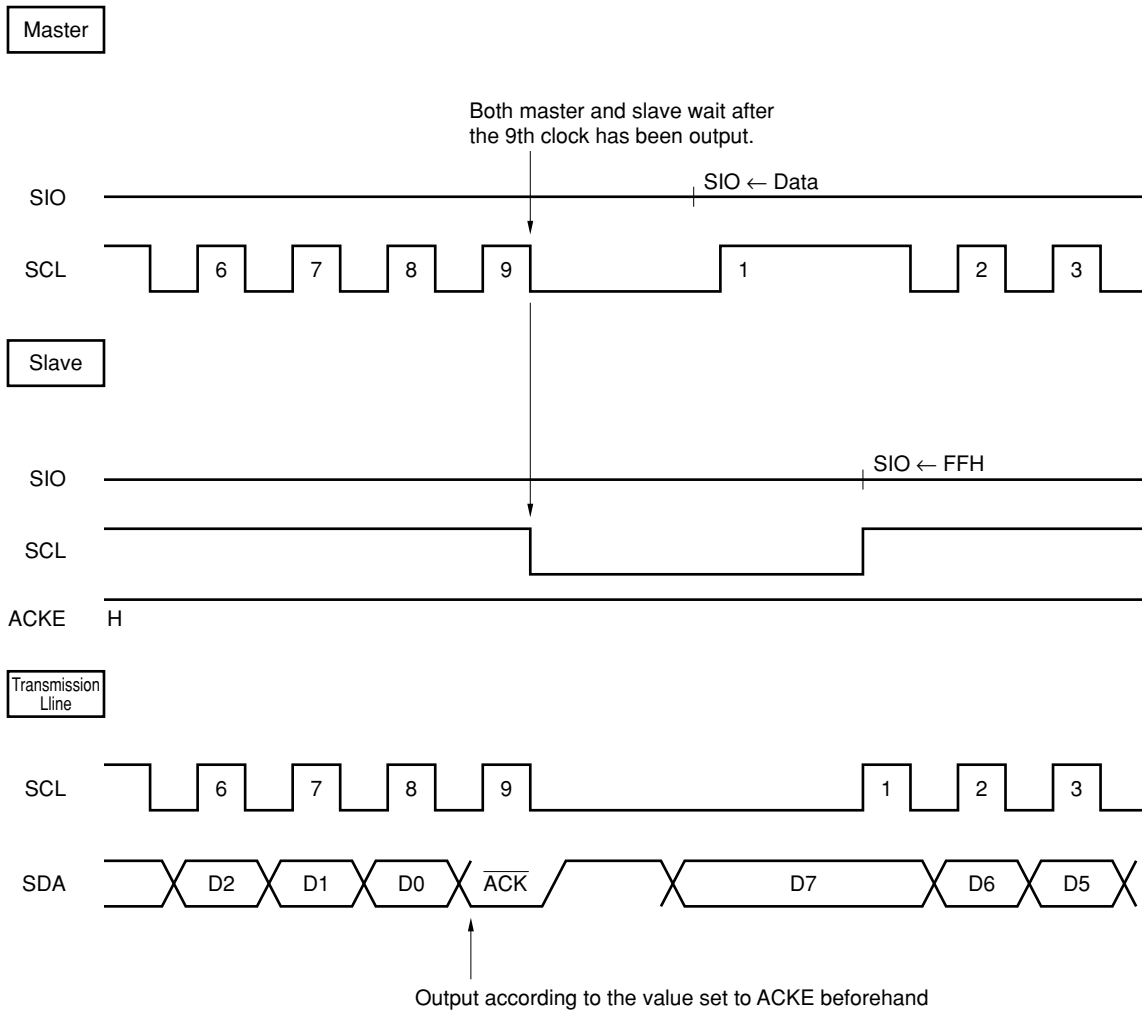 Master
Both master and slave wait after
the 9th clock has been output.
SIO ← Data
SIO
SCL 6 7 8 9 1 2 3
Slave
SIO ← FFH
SIO
SCL
ACKE H
Transmission
Lline
SCL 6 7 8 9 1 2 3
SDA D2 D1 D0 A̅C̅K̅ D7 D6 D5
Output according to the value set to ACKE beforehand